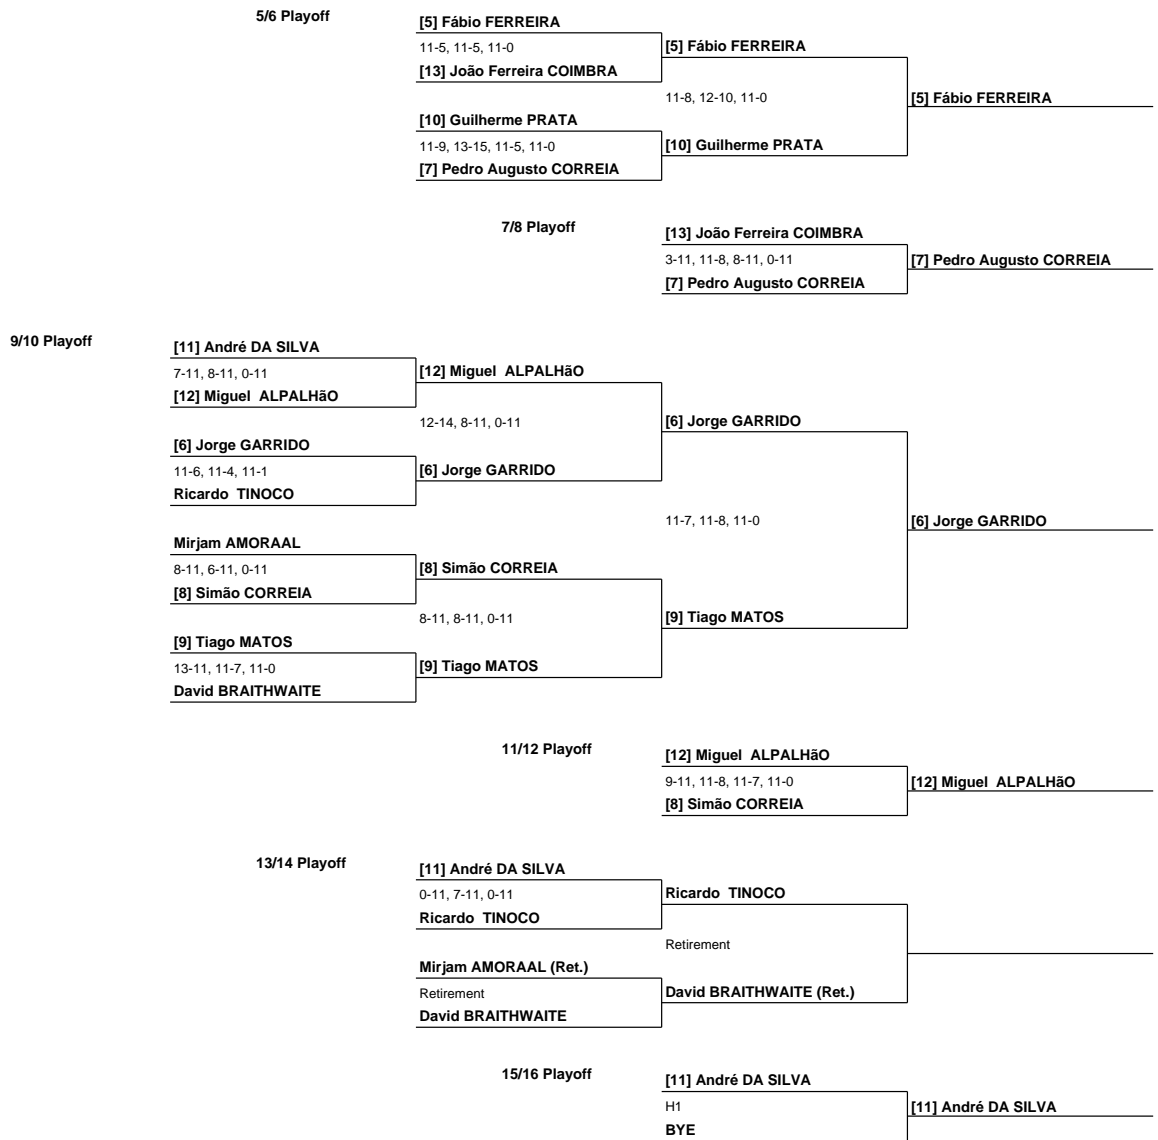 5/6 Playoff
[5] Fábio FERREIRA
11-5, 11-5, 11-0
[13] João Ferreira COIMBRA
[5] Fábio FERREIRA
11-8, 12-10, 11-0
[5] Fábio FERREIRA
[10] Guilherme PRATA
11-9, 13-15, 11-5, 11-0
[7] Pedro Augusto CORREIA
[10] Guilherme PRATA
7/8 Playoff
[13] João Ferreira COIMBRA
3-11, 11-8, 8-11, 0-11
[7] Pedro Augusto CORREIA
[7] Pedro Augusto CORREIA
9/10 Playoff
[11] André DA SILVA
7-11, 8-11, 0-11
[12] Miguel  ALPALHãO
[12] Miguel  ALPALHãO
12-14, 8-11, 0-11
[6] Jorge GARRIDO
[6] Jorge GARRIDO
11-6, 11-4, 11-1
Ricardo  TINOCO
[6] Jorge GARRIDO
11-7, 11-8, 11-0
[6] Jorge GARRIDO
Mirjam AMORAAL
8-11, 6-11, 0-11
[8] Simão CORREIA
[8] Simão CORREIA
8-11, 8-11, 0-11
[9] Tiago MATOS
[9] Tiago MATOS
13-11, 11-7, 11-0
David BRAITHWAITE
[9] Tiago MATOS
11/12 Playoff
[12] Miguel  ALPALHãO
9-11, 11-8, 11-7, 11-0
[8] Simão CORREIA
[12] Miguel  ALPALHãO
13/14 Playoff
[11] André DA SILVA
0-11, 7-11, 0-11
Ricardo  TINOCO
Ricardo  TINOCO
Retirement
Mirjam AMORAAL (Ret.)
Retirement
David BRAITHWAITE
David BRAITHWAITE (Ret.)
15/16 Playoff
[11] André DA SILVA
H1
BYE
[11] André DA SILVA